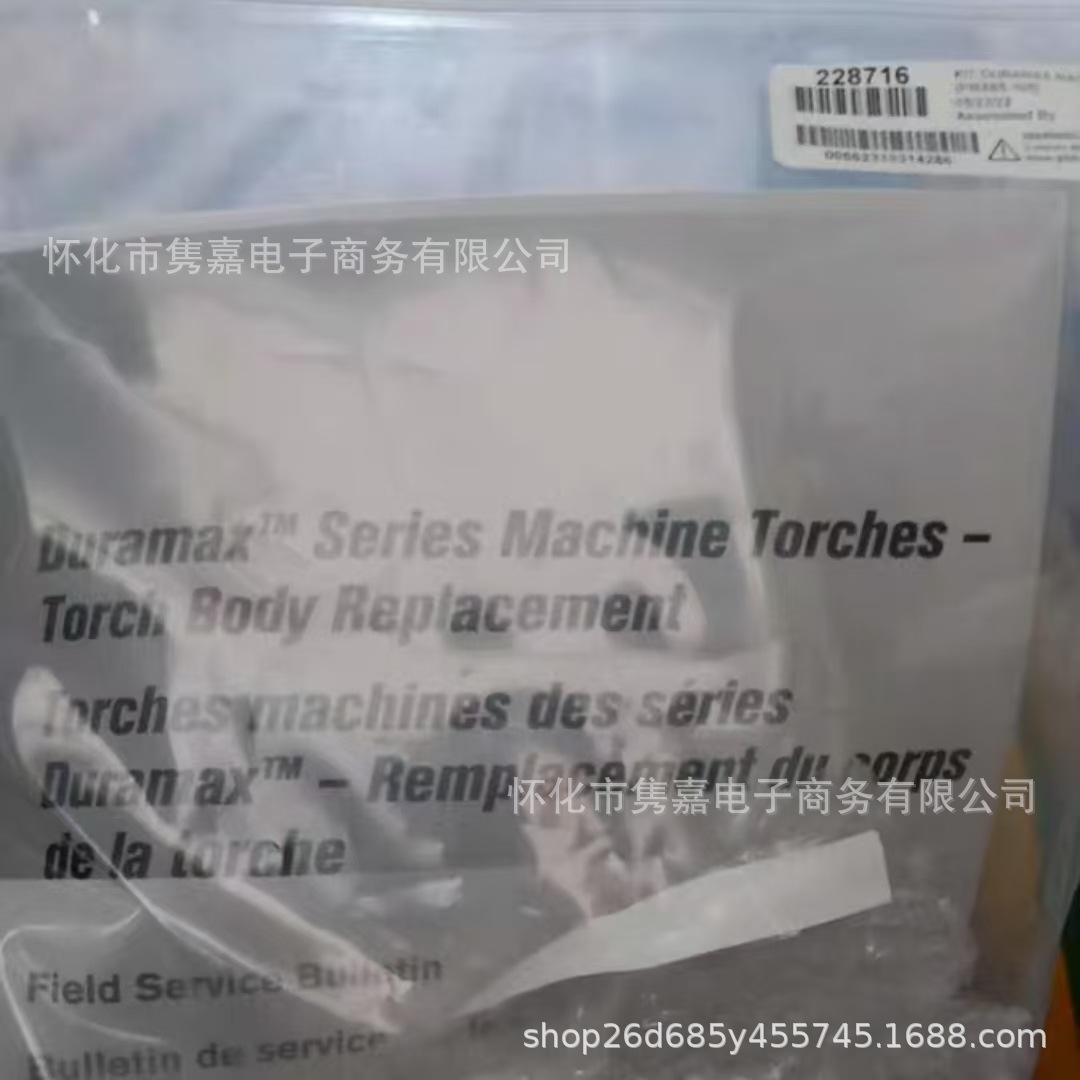 228716
Assembled By
怀化市隽嘉电子商务有限公司
Duramax™ Series Machine Torches –
Torch Body Replacement
Torches machines des séries
Duramax™ – Remplacement du corps
怀化市隽嘉电子商务有限公司
de la torche
Field Service Bulletin
Bulletin de service
shop26d685y455745.1688.com